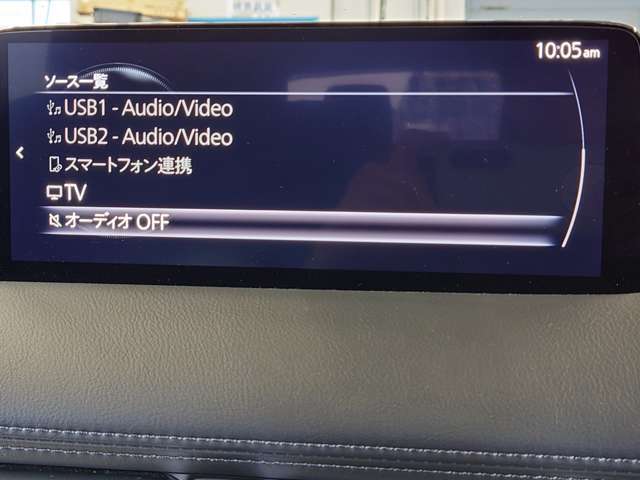 10:05am
ソース一覧
USB1 - Audio/Video
USB2 - Audio/Video
スマートフォン連携
TV
オーディオ OFF